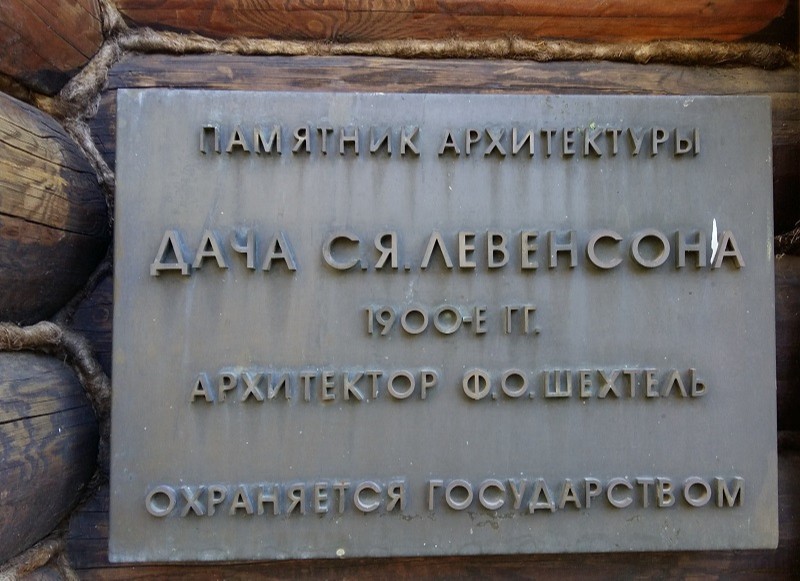 ПАМЯТНИК АРХИТЕКТУРЫ
ДАЧА С.Я.ЛЕВЕНСОНА
1900-Е ГГ.
АРХИТЕКТОР Ф.О.ШЕХТЕЛЬ
ОХРАНЯЕТСЯ ГОСУДАРСТВОМ